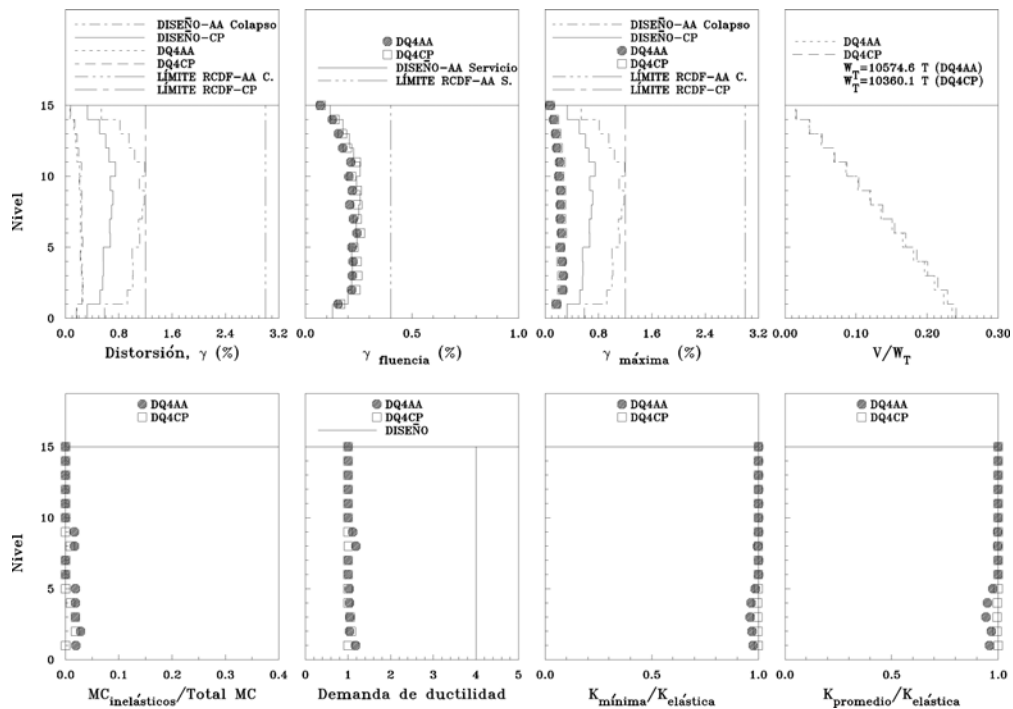 DISEÑO-AA Colapso
DISEÑO-CP
DQ4AA
DQ4CP
LÍMITE RCDF-AA C.
LÍMITE RCDF-CP
15
10
5
0
Nivel
0.0 0.8 1.6 2.4 3.2
Distorsión, γ (%)
DQ4AA
DQ4CP
DISEÑO-AA Servicio
LÍMITE RCDF-AA S.
0.0 0.5 1.0
γ fluencia (%)
DISEÑO-AA Colapso
DISEÑO-CP
DQ4AA
DQ4CP
LÍMITE RCDF-AA C.
LÍMITE RCDF-CP
0.0 0.8 1.6 2.4 3.2
γ máxima (%)
DQ4AA
DQ4CP
W_T=10574.6 T (DQ4AA)
W_T=10360.1 T (DQ4CP)
0.00 0.10 0.20 0.30
V/W_T
DQ4AA
DQ4CP
15
10
5
0
Nivel
0.0 0.1 0.2 0.3 0.4
MC inelásticos/Total MC
DQ4AA
DQ4CP
DISEÑO
0 1 2 3 4 5
Demanda de ductilidad
DQ4AA
DQ4CP
0.0 1.0
K mínima/K elástica
DQ4AA
DQ4CP
0.0 1.0
K promedio/K elástica